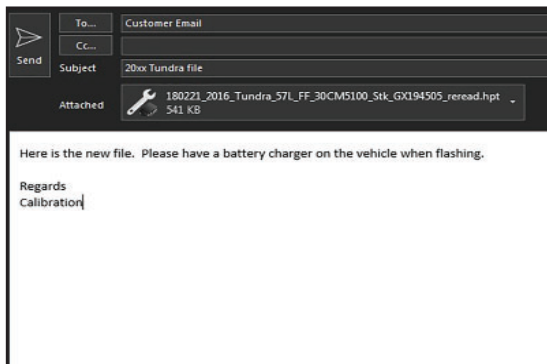 To...
Customer Email
Cc...
Send
Subject
20xx Tundra file
Attached
180221_2016_Tundra_57L_FF_30CM5100_Stk_GX194505_reread.hpt
541 KB
Here is the new file. Please have a battery charger on the vehicle when flashing.
Regards
Calibration